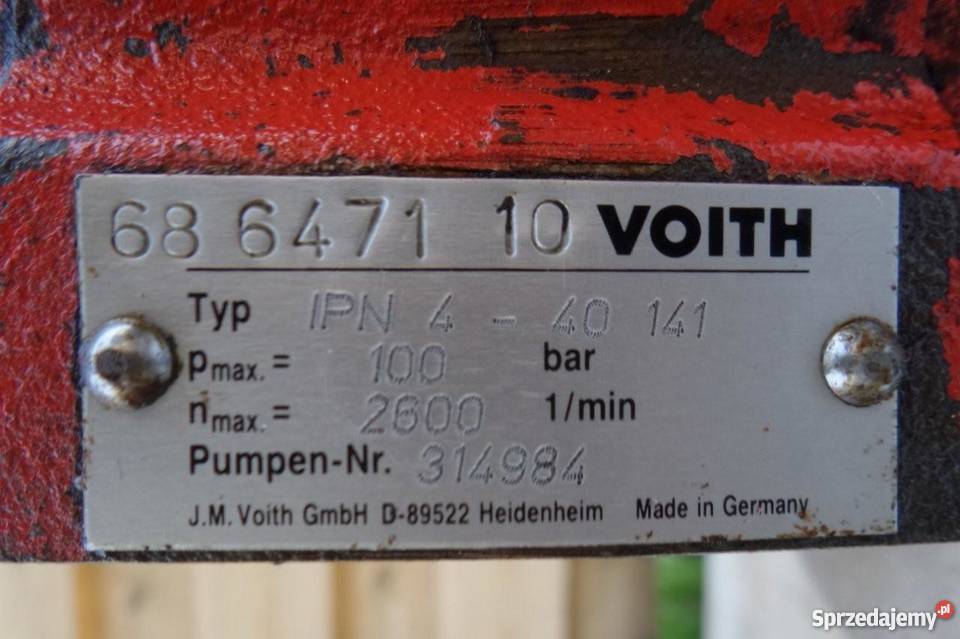 68 6471 10 VOITH
Typ IPN 4 - 40 141
pmax. = 100 bar
nmax. = 2600 1/min
Pumpen-Nr. 314984
J.M. Voith GmbH D-89522 Heidenheim Made in Germany
Sprzedajemy.pl